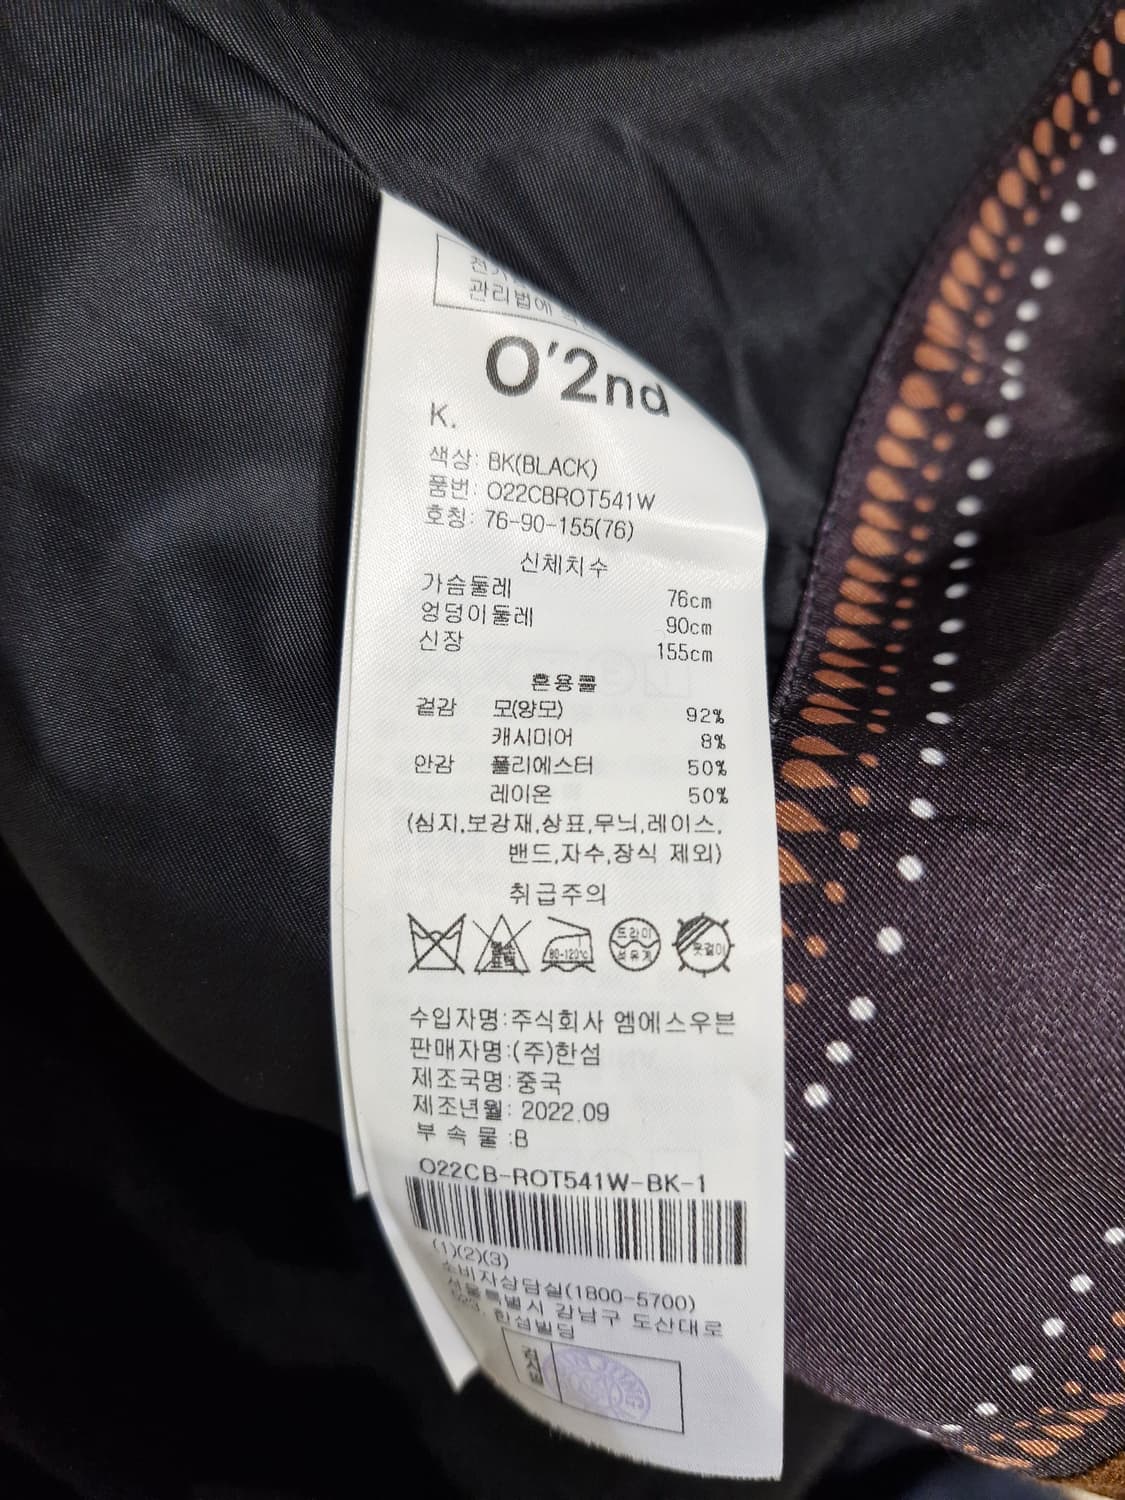 관리법에
O'2nd
K.
색상: BK(BLACK)
품번: O22CBROT541W
호칭: 76-90-155(76)
신체치수
가슴둘레 76cm
엉덩이둘레 90cm
신장 155cm
혼용률
겉감 모(양모) 92%
캐시미어 8%
안감 폴리에스터 50%
레이온 50%
(심지,보강재,상표,무늬,레이스,
밴드,자수,장식 제외)
취급주의
80-120℃
드라이
석유계
옷걸이
수입자명:주식회사 엠에스우븐
판매자명:(주)한섬
제조국명:중국
제조년월: 2022.09
부 속 물 :B
O22CB-ROT541W-BK-1
(1)(2)(3)
소비자상담실(1800-5700)
서울특별시 강남구 도산대로
523, 한섬빌딩